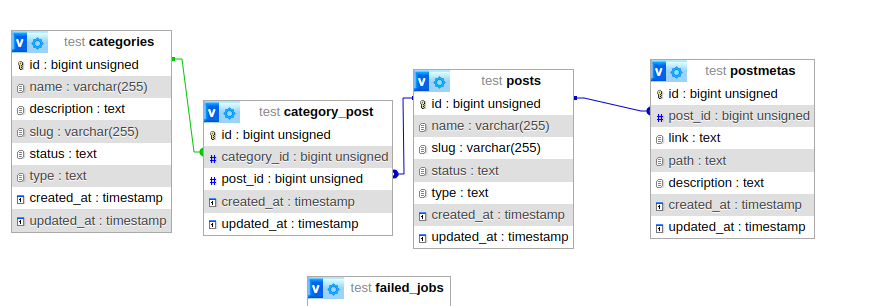 v test categories
id : bigint unsigned
name : varchar(255)
description : text
slug : varchar(255)
status : text
type : text
created_at : timestamp
updated_at : timestamp
v test category_post
id : bigint unsigned
# category_id : bigint unsigned
# post_id : bigint unsigned
created_at : timestamp
updated_at : timestamp
v test posts
id : bigint unsigned
name : varchar(255)
slug : varchar(255)
status : text
type : text
created_at : timestamp
updated_at : timestamp
v test postmetas
id : bigint unsigned
# post_id : bigint unsigned
link : text
path : text
description : text
created_at : timestamp
updated_at : timestamp
v test failed_jobs